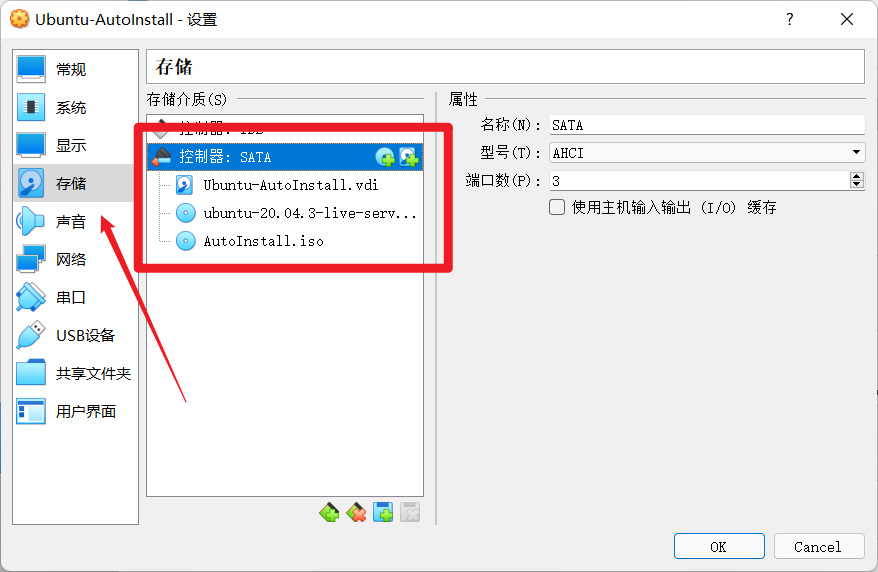 Ubuntu-AutoInstall - 设置
?
常规
系统
显示
存储
声音
网络
串口
USB设备
共享文件夹
用户界面
存储
存储介质(S)
控制器: IDE
控制器: SATA
Ubuntu-AutoInstall.vdi
ubuntu-20.04.3-live-serv...
AutoInstall.iso
属性
名称(N): SATA
型号(T): AHCI
端口数(P): 3
使用主机输入输出 (I/O) 缓存
OK
Cancel